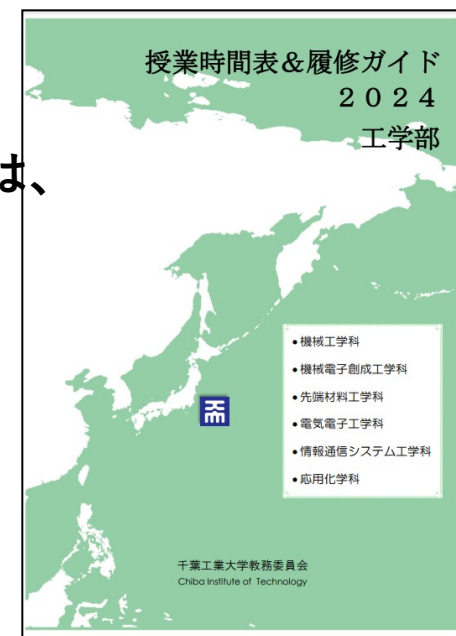 授業時間表＆履修ガイド
２０２４
工学部
は、
●機械工学科
●機械電子創成工学科
●先端材料工学科
●電気電子工学科
●情報通信システム工学科
●応用化学科
千葉工業大学教務委員会
Chiba Institute of Technology